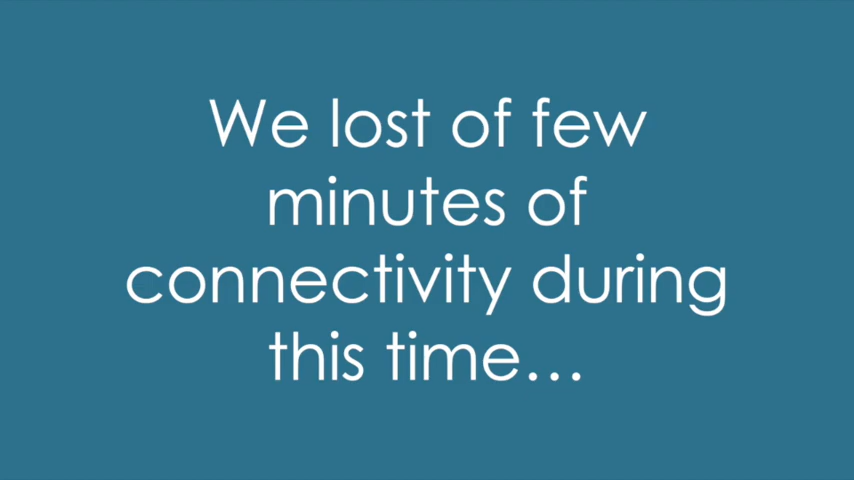 We lost of few
minutes of
connectivity during
this time...